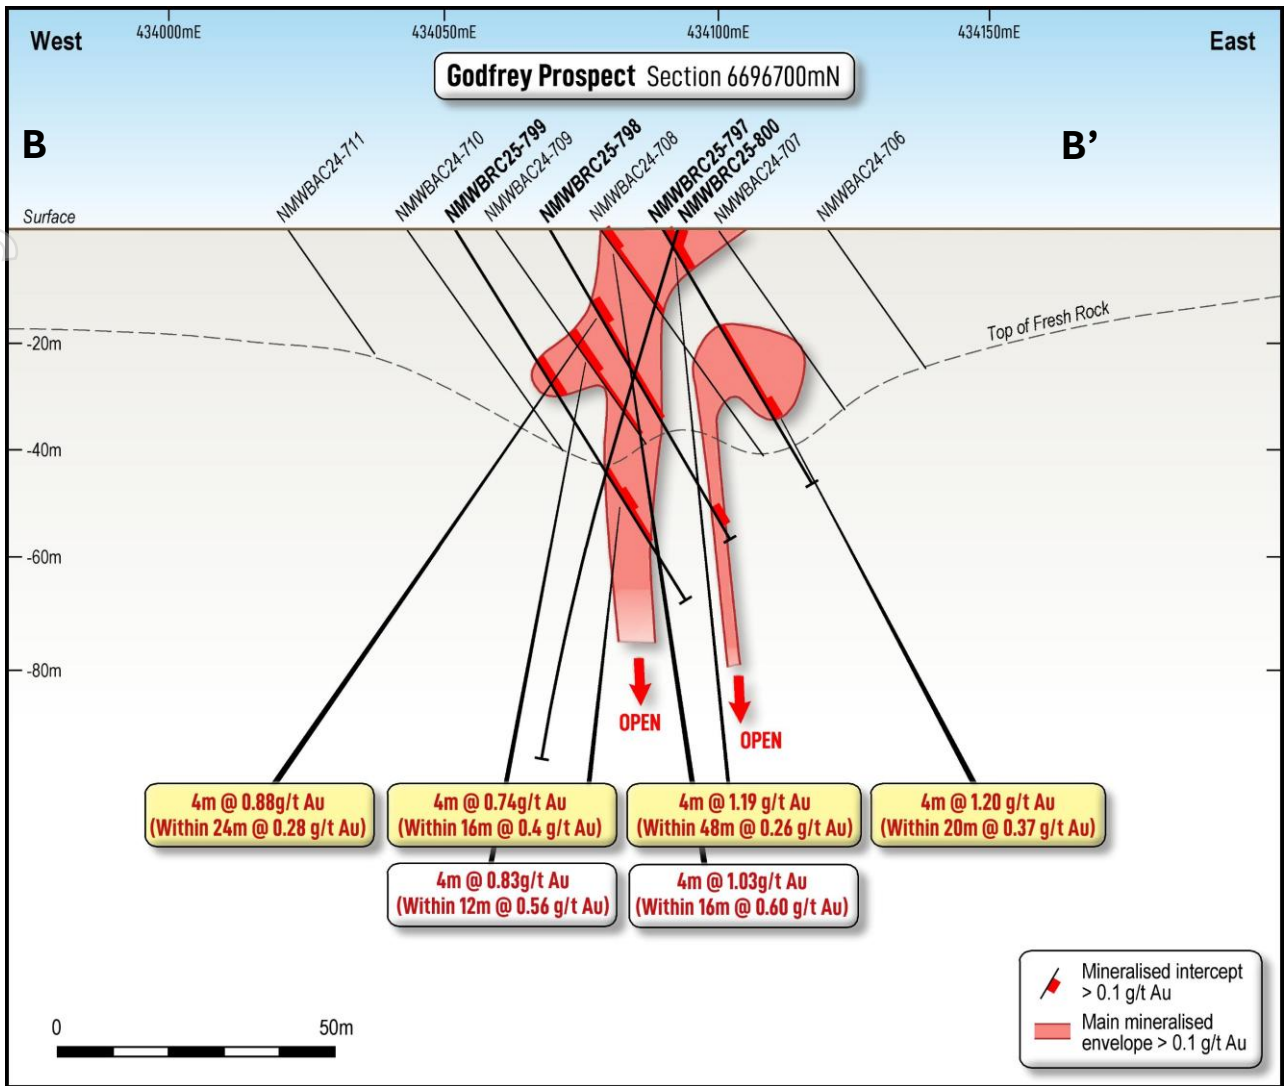 434000mE
434050mE
434100mE
434150mE
West
East
Godfrey Prospect Section 6696700mN
B
B’
NMWBAC24-711
NMWBAC24-710
NMWBRC25-799
NMWBAC24-709
NMWBRC25-798
NMWBAC24-708
NMWBRC25-797
NMWBRC25-800
NMWBAC24-707
NMWBAC24-706
Surface
Top of Fresh Rock
-20m
-40m
-60m
-80m
OPEN
OPEN
4m @ 0.88g/t Au
(Within 24m @ 0.28 g/t Au)
4m @ 0.74g/t Au
(Within 16m @ 0.4 g/t Au)
4m @ 1.19 g/t Au
(Within 48m @ 0.26 g/t Au)
4m @ 1.20 g/t Au
(Within 20m @ 0.37 g/t Au)
4m @ 0.83g/t Au
(Within 12m @ 0.56 g/t Au)
4m @ 1.03g/t Au
(Within 16m @ 0.60 g/t Au)
Mineralised intercept
> 0.1 g/t Au
Main mineralised
envelope > 0.1 g/t Au
0
50m